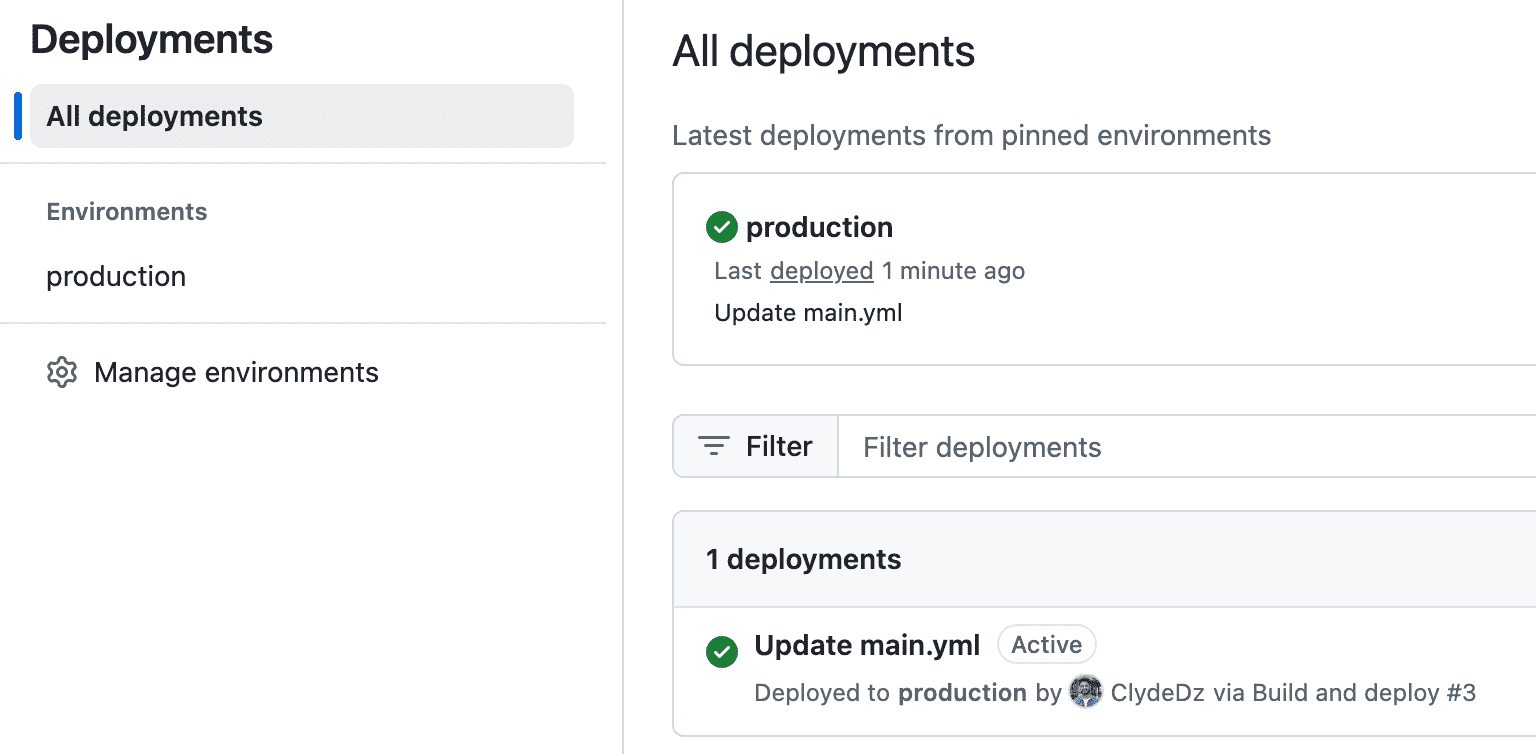 Deployments
All deployments
Environments
production
Manage environments
All deployments
Latest deployments from pinned environments
production
Last deployed 1 minute ago
Update main.yml
Filter
Filter deployments
1 deployments
Update main.yml Active
Deployed to production by ClydeDz via Build and deploy #3